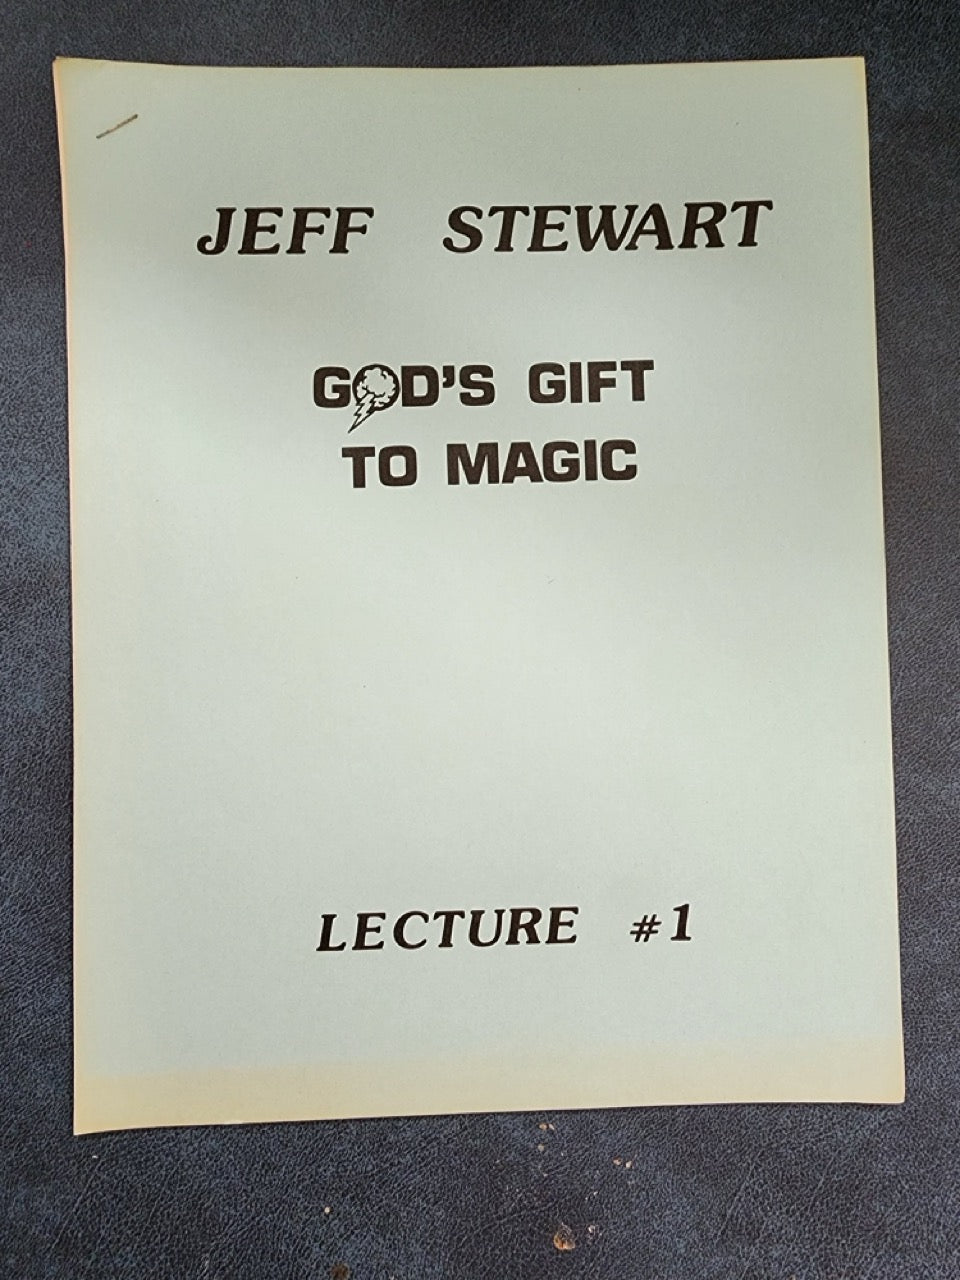 JEFF STEWART
GOD'S GIFT
TO MAGIC
LECTURE #1